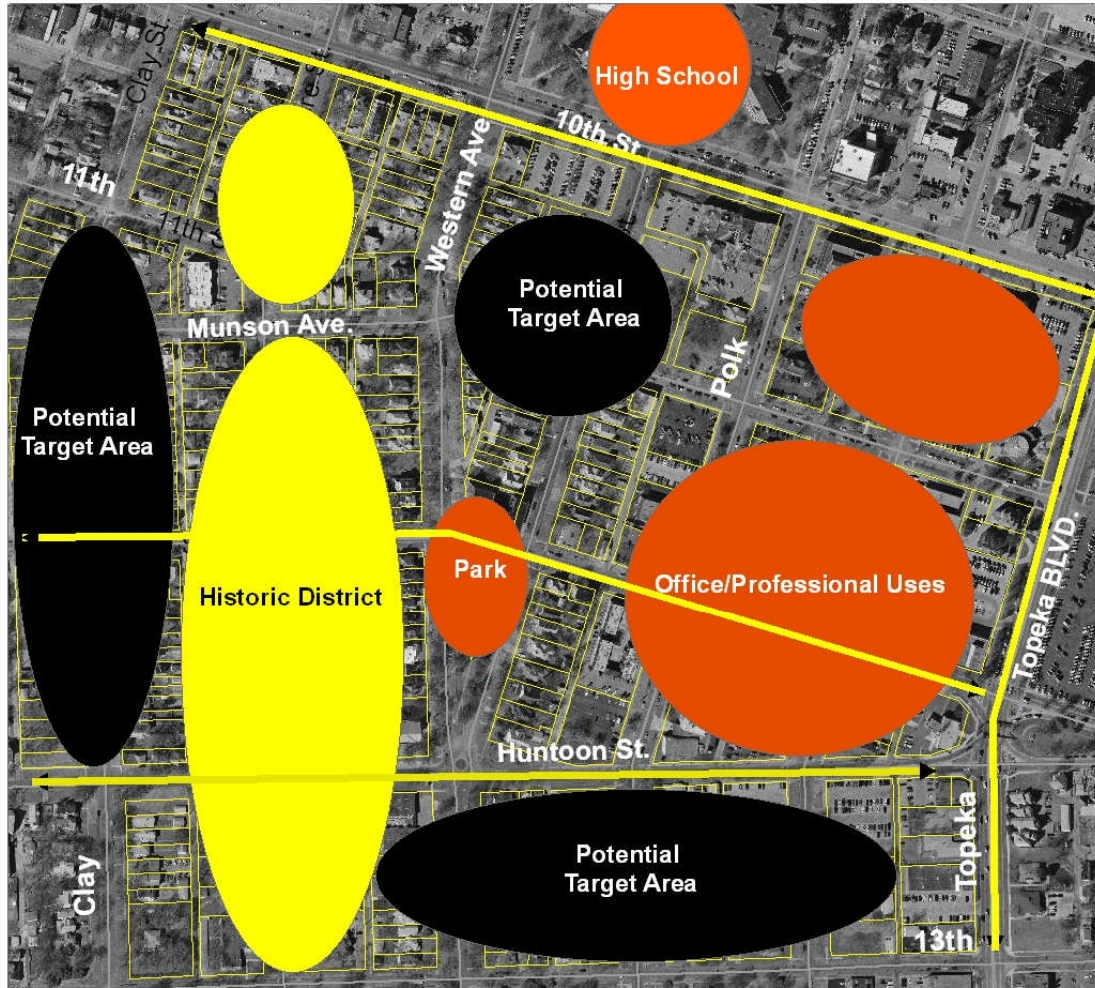 Clay St
High School
10th St
11th
11th
Western Ave
Potential
Target Area
Munson Ave.
Polk
Potential
Target Area
Park
Historic District
Office/Professional Uses
Topeka BLVD.
Huntoon St.
Potential
Target Area
Topeka
Clay
13th